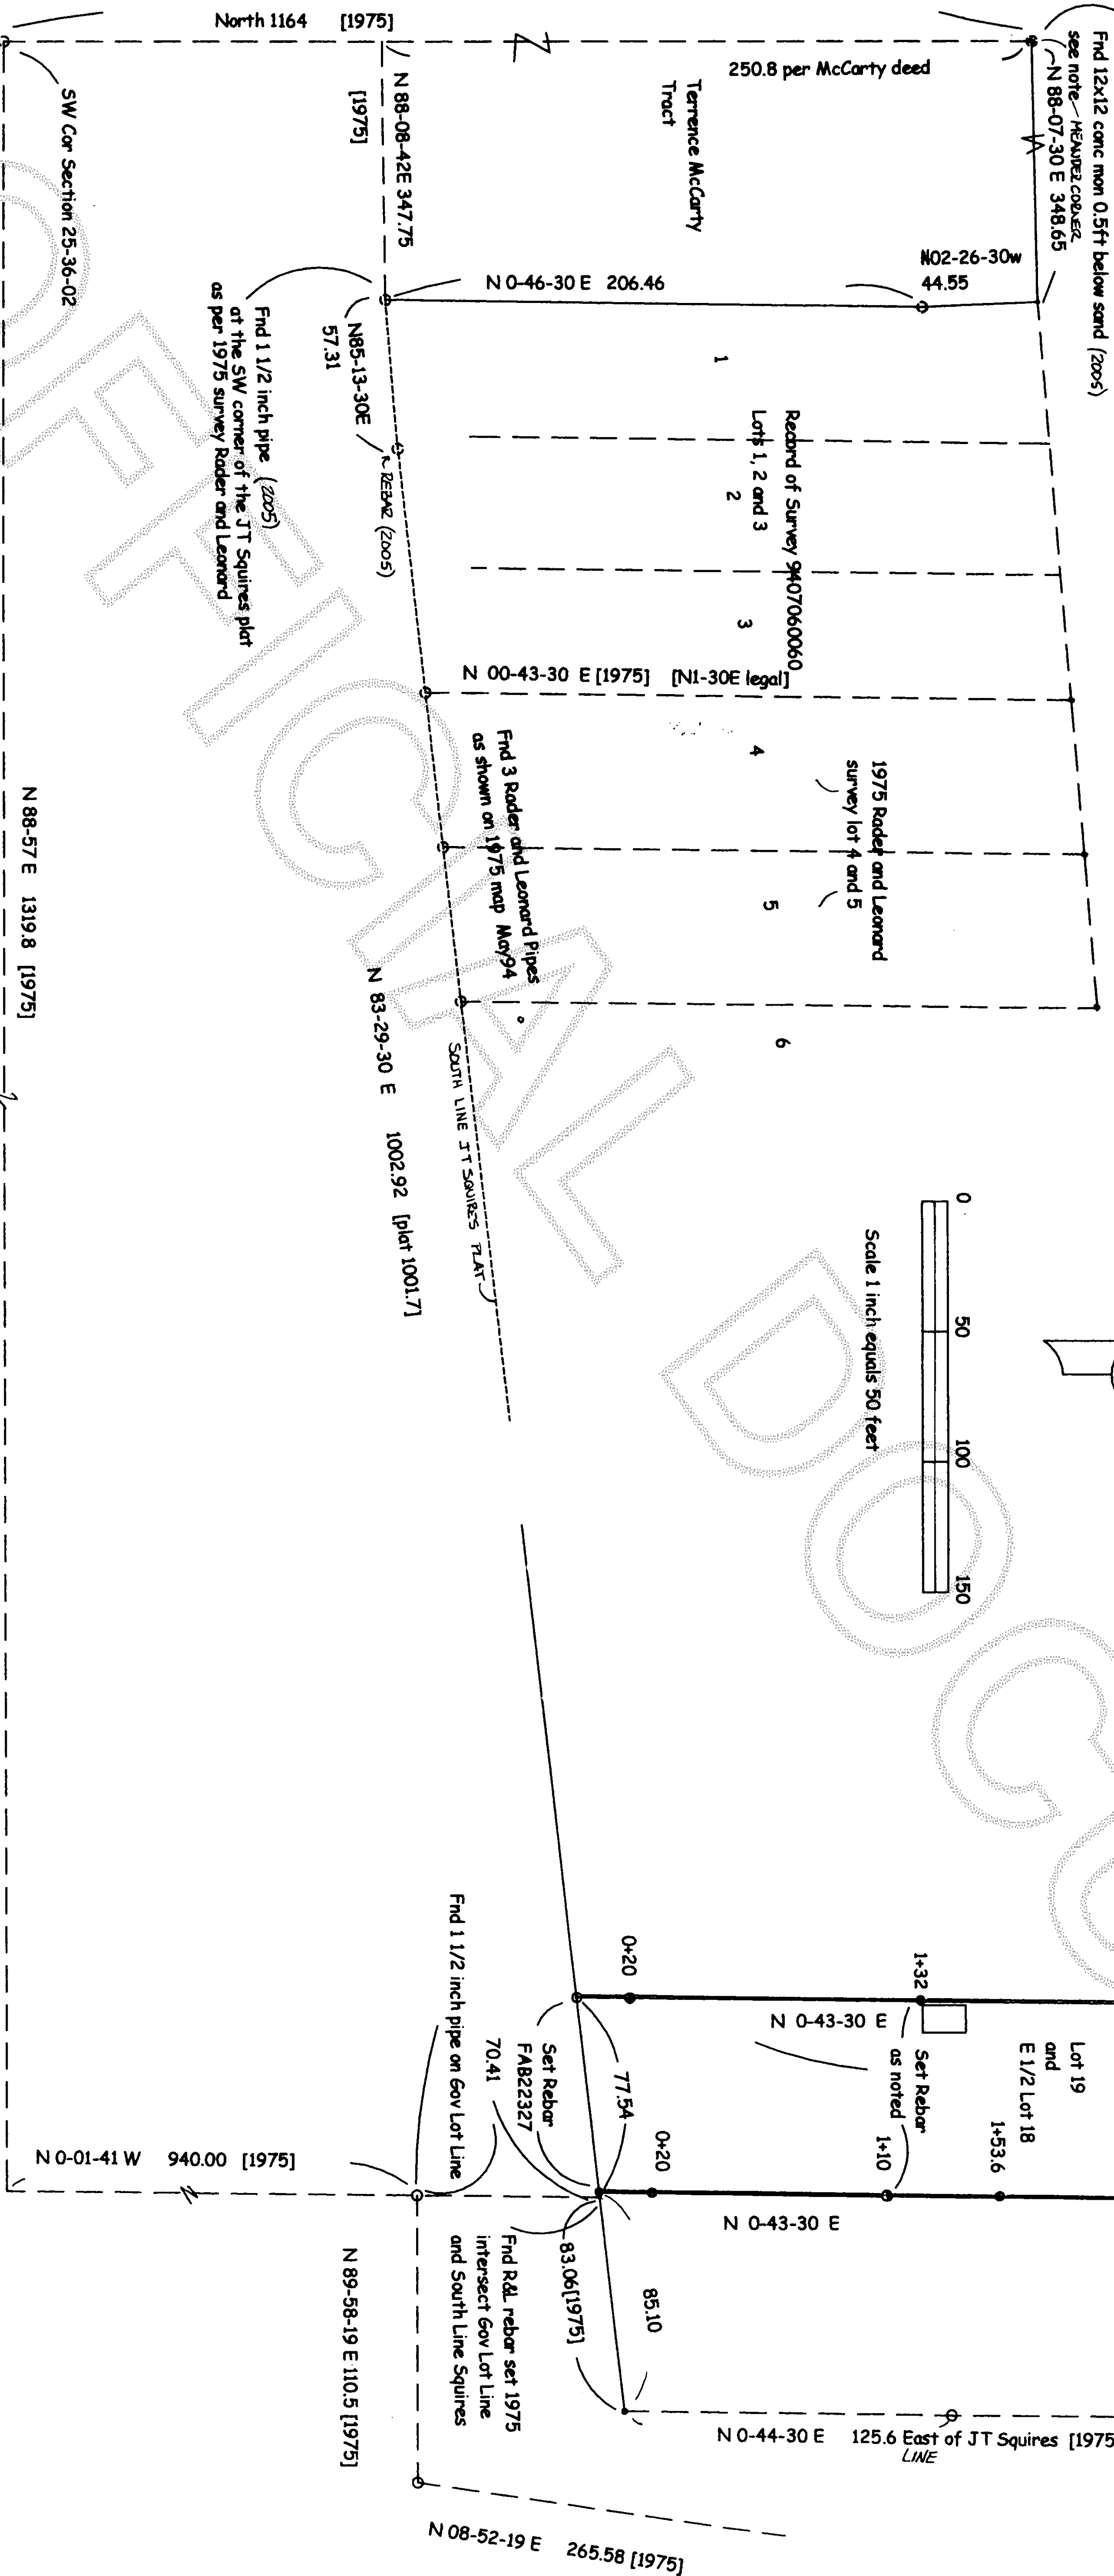 North 1164 [1975]
Fnd 12x12 conc mon 0.5ft below sand (2005)
see note - MEANDER CORNER
N 88-07-30 E 348.65
250.8 per McCarty deed
Terrence McCarty
Tract
N 88-08-42E 347.75
[1975]
SW Cor Section 25-36-02
N02-26-30w
44.55
N 0-46-30 E 206.46
N85-13-30E
57.31
REBAR (2005)
Fnd 1 1/2 inch pipe (2005)
at the SW corner of the JT Squires plat
as per 1975 survey Rader and Leonard
1
Record of Survey 9407060060
Lots 1, 2 and 3
2
3
N 00-43-30 E [1975] [N1-30E legal]
4
1975 Rader and Leonard
survey lot 4 and 5
5
Fnd 3 Rader and Leonard Pipes
as shown on 1975 map May94
6
N 88-57 E 1319.8 [1975]
N 83-29-30 E 1002.92 [plat 1001.7]
SOUTH LINE JT SQUIRES PLAT
0 50 100 150
Scale 1 inch equals 50 feet
Fnd 1 1/2 inch pipe on Gov Lot Line
0+20
1+32
N 0-43-30 E
Lot 19
and
E 1/2 Lot 18
Set Rebar
as noted
1+53.6
1+10
77.54
Set Rebar
FAB22327
70.41
0+20
N 0-43-30 E
N 0-01-41 W 940.00 [1975]
Fnd R&L rebar set 1975
intersect Gov Lot Line
and South Line Squires
83.06[1975]
85.10
N 89-58-19 E 110.5 [1975]
N 0-44-30 E 125.6 East of JT Squires [1975
LINE
N 08-52-19 E 265.58 [1975]
OFFICIAL DOCU